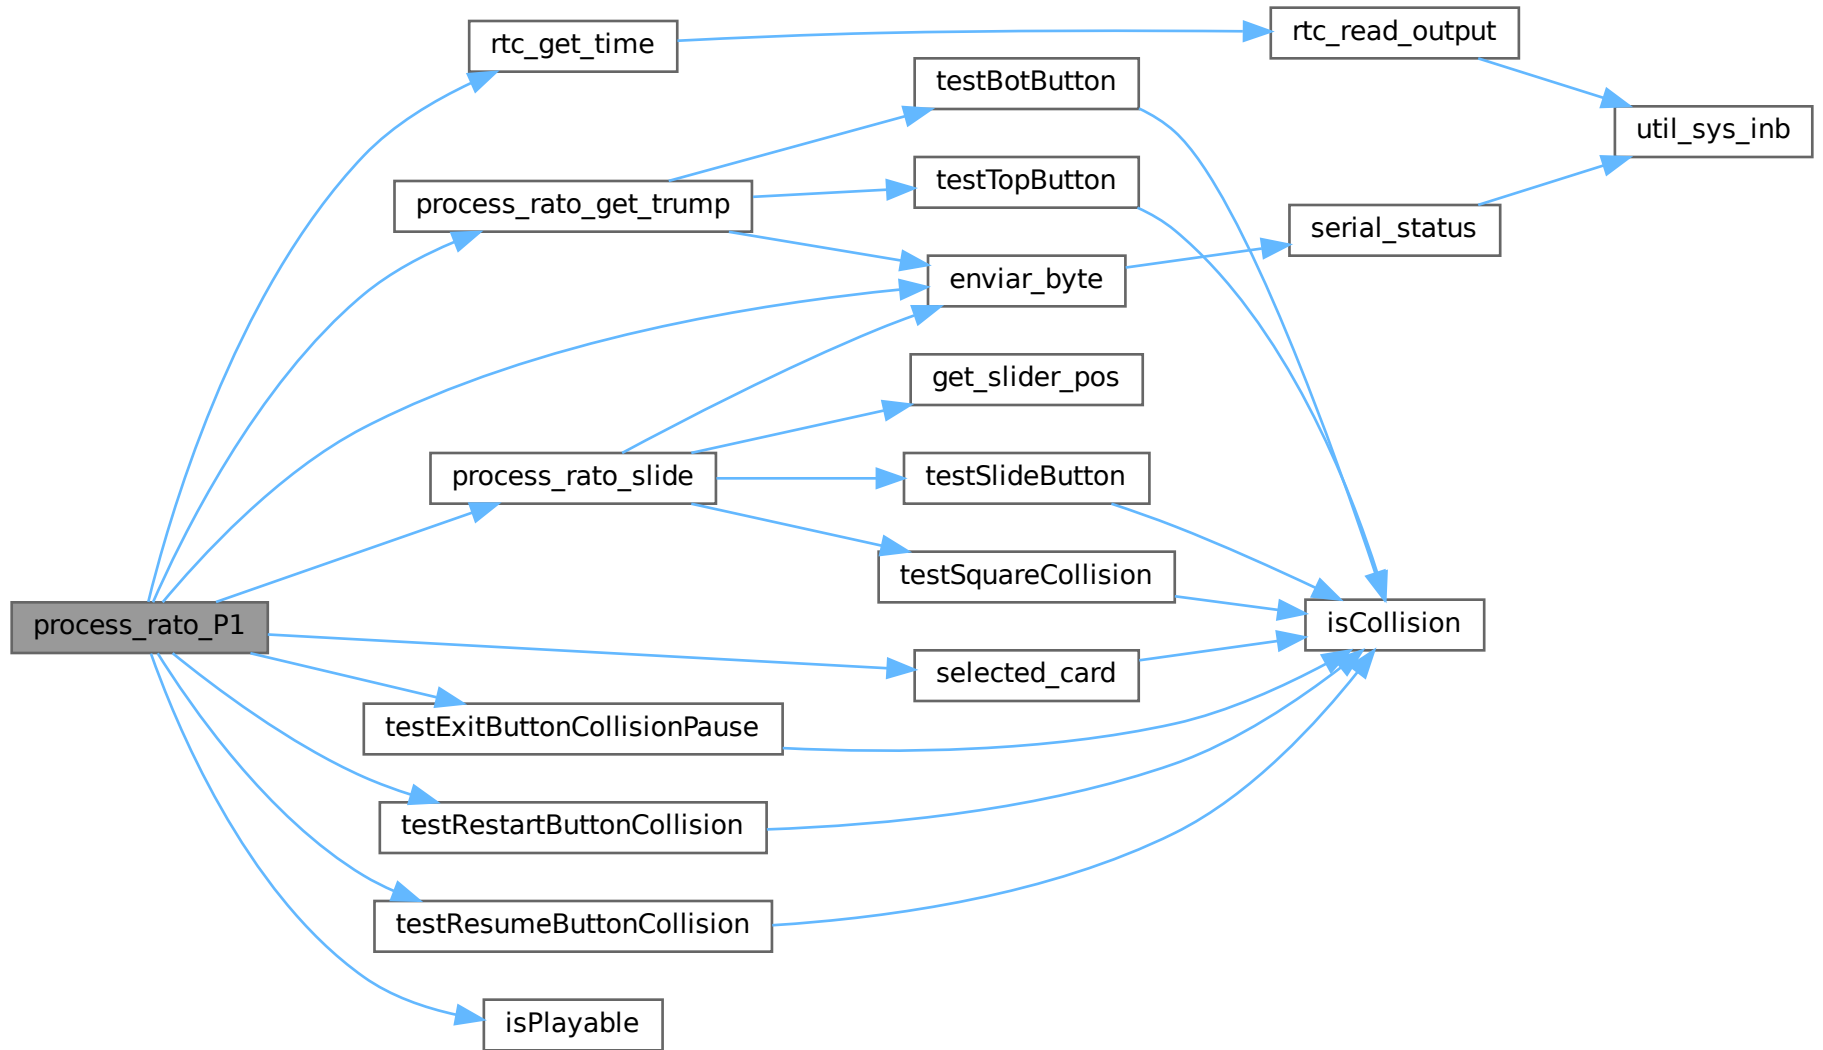 rtc_get_time
rtc_read_output
testBotButton
util_sys_inb
testTopButton
process_rato_get_trump
serial_status
enviar_byte
get_slider_pos
process_rato_slide
testSlideButton
testSquareCollision
process_rato_P1
isCollision
selected_card
testExitButtonCollisionPause
testRestartButtonCollision
testResumeButtonCollision
isPlayable